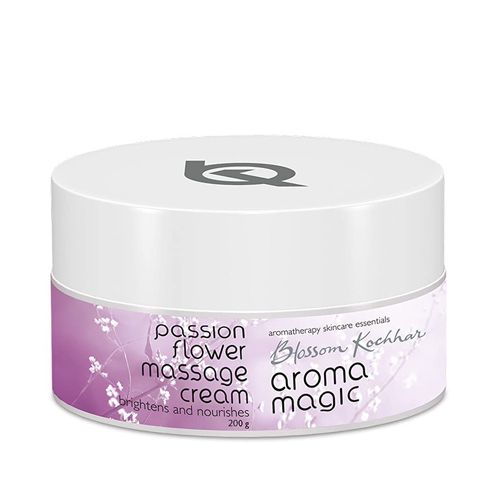 passion
flower
massage
cream
brightens and nourishes
200 g
aromatherapy skincare essentials
Blossom Kochhar
aroma
magic